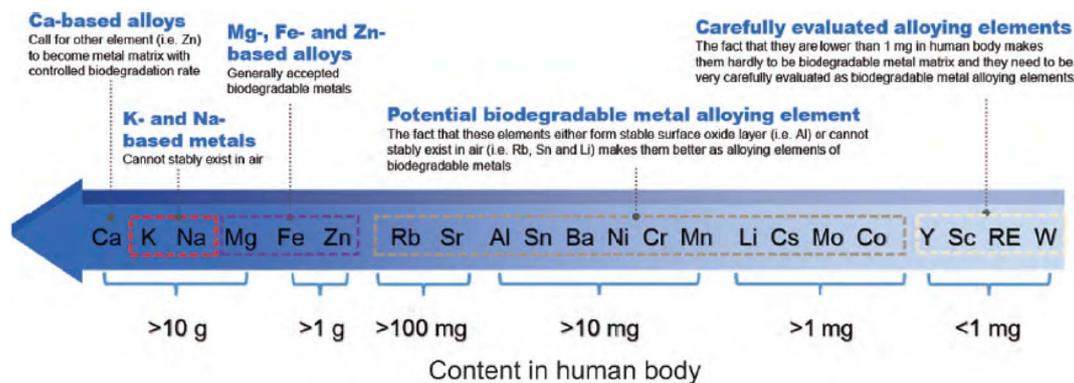 Ca-based alloys
Call for other element (i.e. Zn)
to become metal matrix with
controlled biodegradation rate
K- and Na-
based metals
Cannot stably exist in air
Mg-, Fe- and Zn-
based alloys
Generally accepted
biodegradable metals
Potential biodegradable metal alloying element
The fact that these elements either form stable surface oxide layer (i.e. Al) or cannot
stably exist in air (i.e. Rb, Sn and Li) makes them better as alloying elements of
biodegradable metals
Carefully evaluated alloying elements
The fact that they are lower than 1 mg in human body makes
them hardly to be biodegradable metal matrix and they need to be
very carefully evaluated as biodegradable metal alloying elements
Ca K Na Mg Fe Zn Rb Sr Al Sn Ba Ni Cr Mn Li Cs Mo Co Y Sc RE W
>10 g >1 g >100 mg >10 mg >1 mg <1 mg
Content in human body